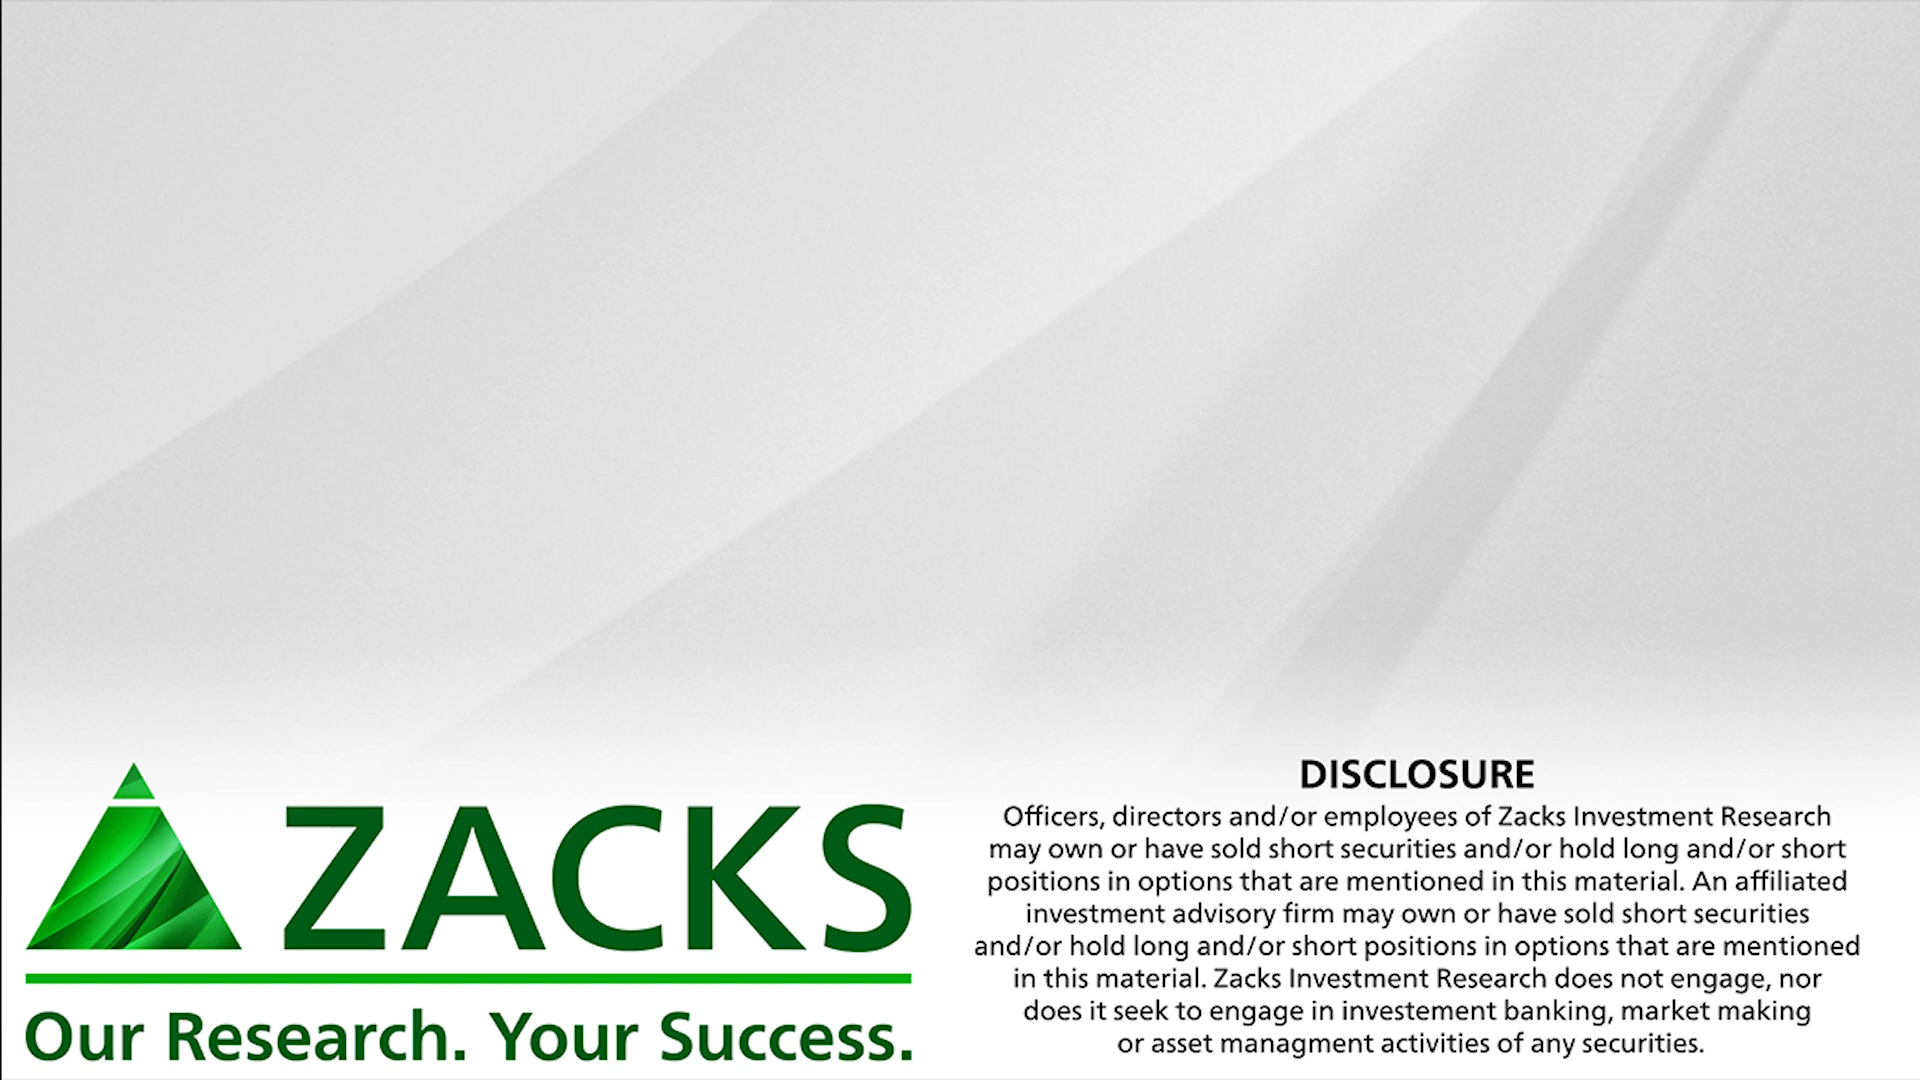 ZACKS
Our Research. Your Success.
DISCLOSURE
Officers, directors and/or employees of Zacks Investment Research
may own or have sold short securities and/or hold long and/or short
positions in options that are mentioned in this material. An affiliated
investment advisory firm may own or have sold short securities
and/or hold long and/or short positions in options that are mentioned
in this material. Zacks Investment Research does not engage, nor
does it seek to engage in investement banking, market making
or asset managment activities of any securities.